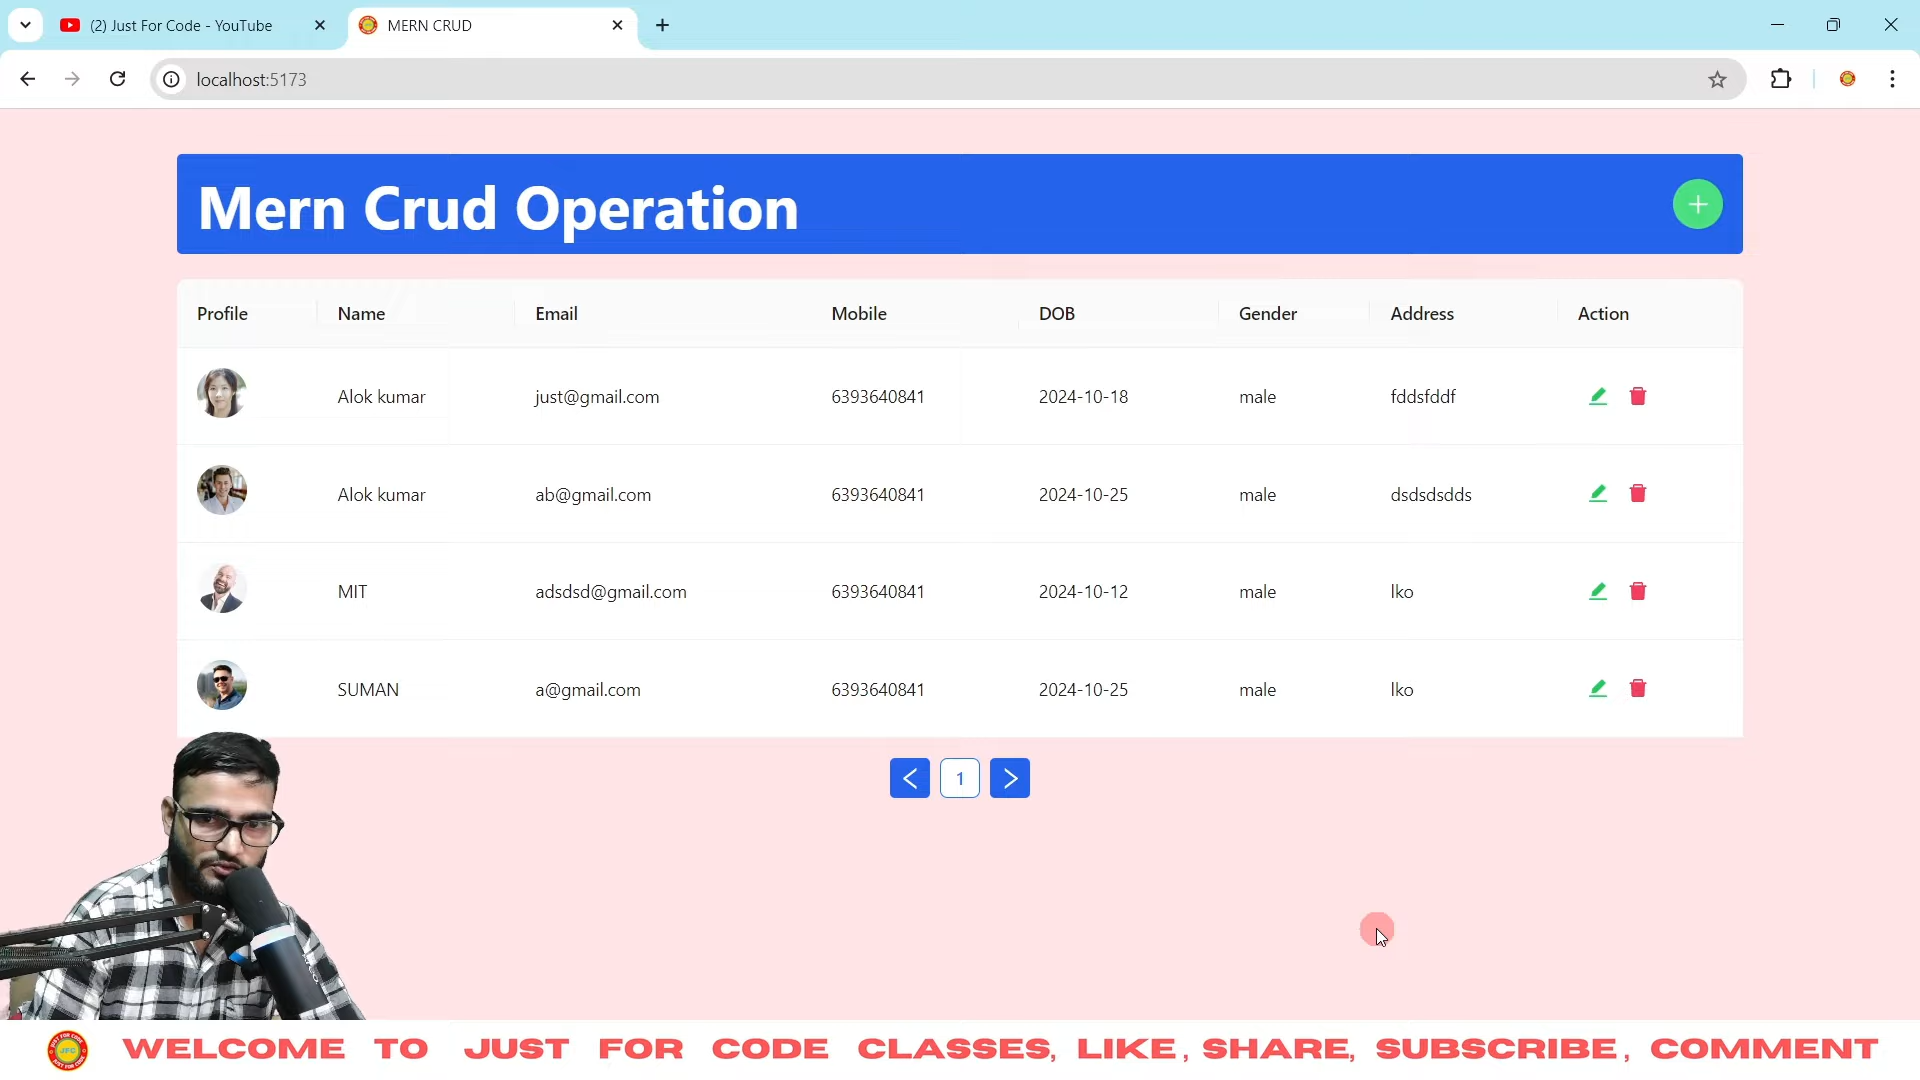 (2) Just For Code - YouTube
MERN CRUD
localhost:5173
Mern Crud Operation
Profile Name Email Mobile DOB Gender Address Action
Alok kumar just@gmail.com 6393640841 2024-10-18 male fddsfddf
Alok kumar ab@gmail.com 6393640841 2024-10-25 male dsdsdsdds
MIT adsdsd@gmail.com 6393640841 2024-10-12 male lko
SUMAN a@gmail.com 6393640841 2024-10-25 male lko
1
WELCOME TO JUST FOR CODE CLASSES, LIKE, SHARE, SUBSCRIBE, COMMENT